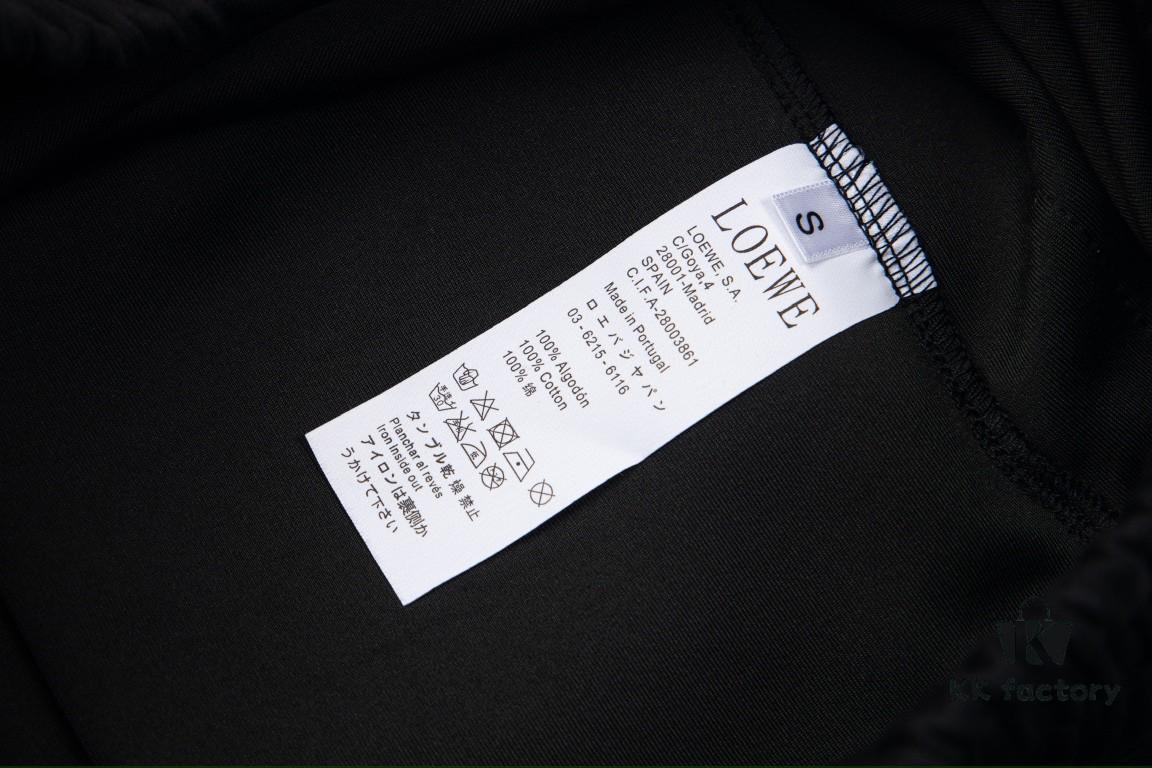 S
LOEWE
LOEWE, S.A.
C/Goya,4
28001-Madrid
SPAIN
C.I.F.A-28003861
Made in Portugal
ロエバジャパン
03-6215-6116
100% Algodón
100% Cotton
100% 綿
30
タンブル乾燥禁止
Planchar al revés
Iron inside out
アイロンは裏側か
らかけて下さい
KK factory